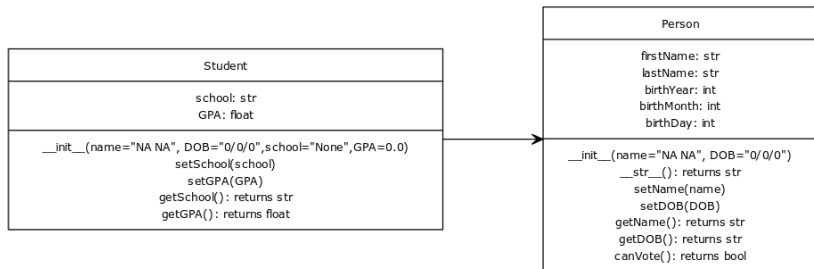 Student
school: str
GPA: float
__init__(name="NA NA", DOB="0/0/0",school="None",GPA=0.0)
setSchool(school)
setGPA(GPA)
getSchool(): returns str
getGPA(): returns float
Person
firstName: str
lastName: str
birthYear: int
birthMonth: int
birthDay: int
__init__(name="NA NA", DOB="0/0/0")
__str__(): returns str
setName(name)
setDOB(DOB)
getName(): returns str
getDOB(): returns str
canVote(): returns bool